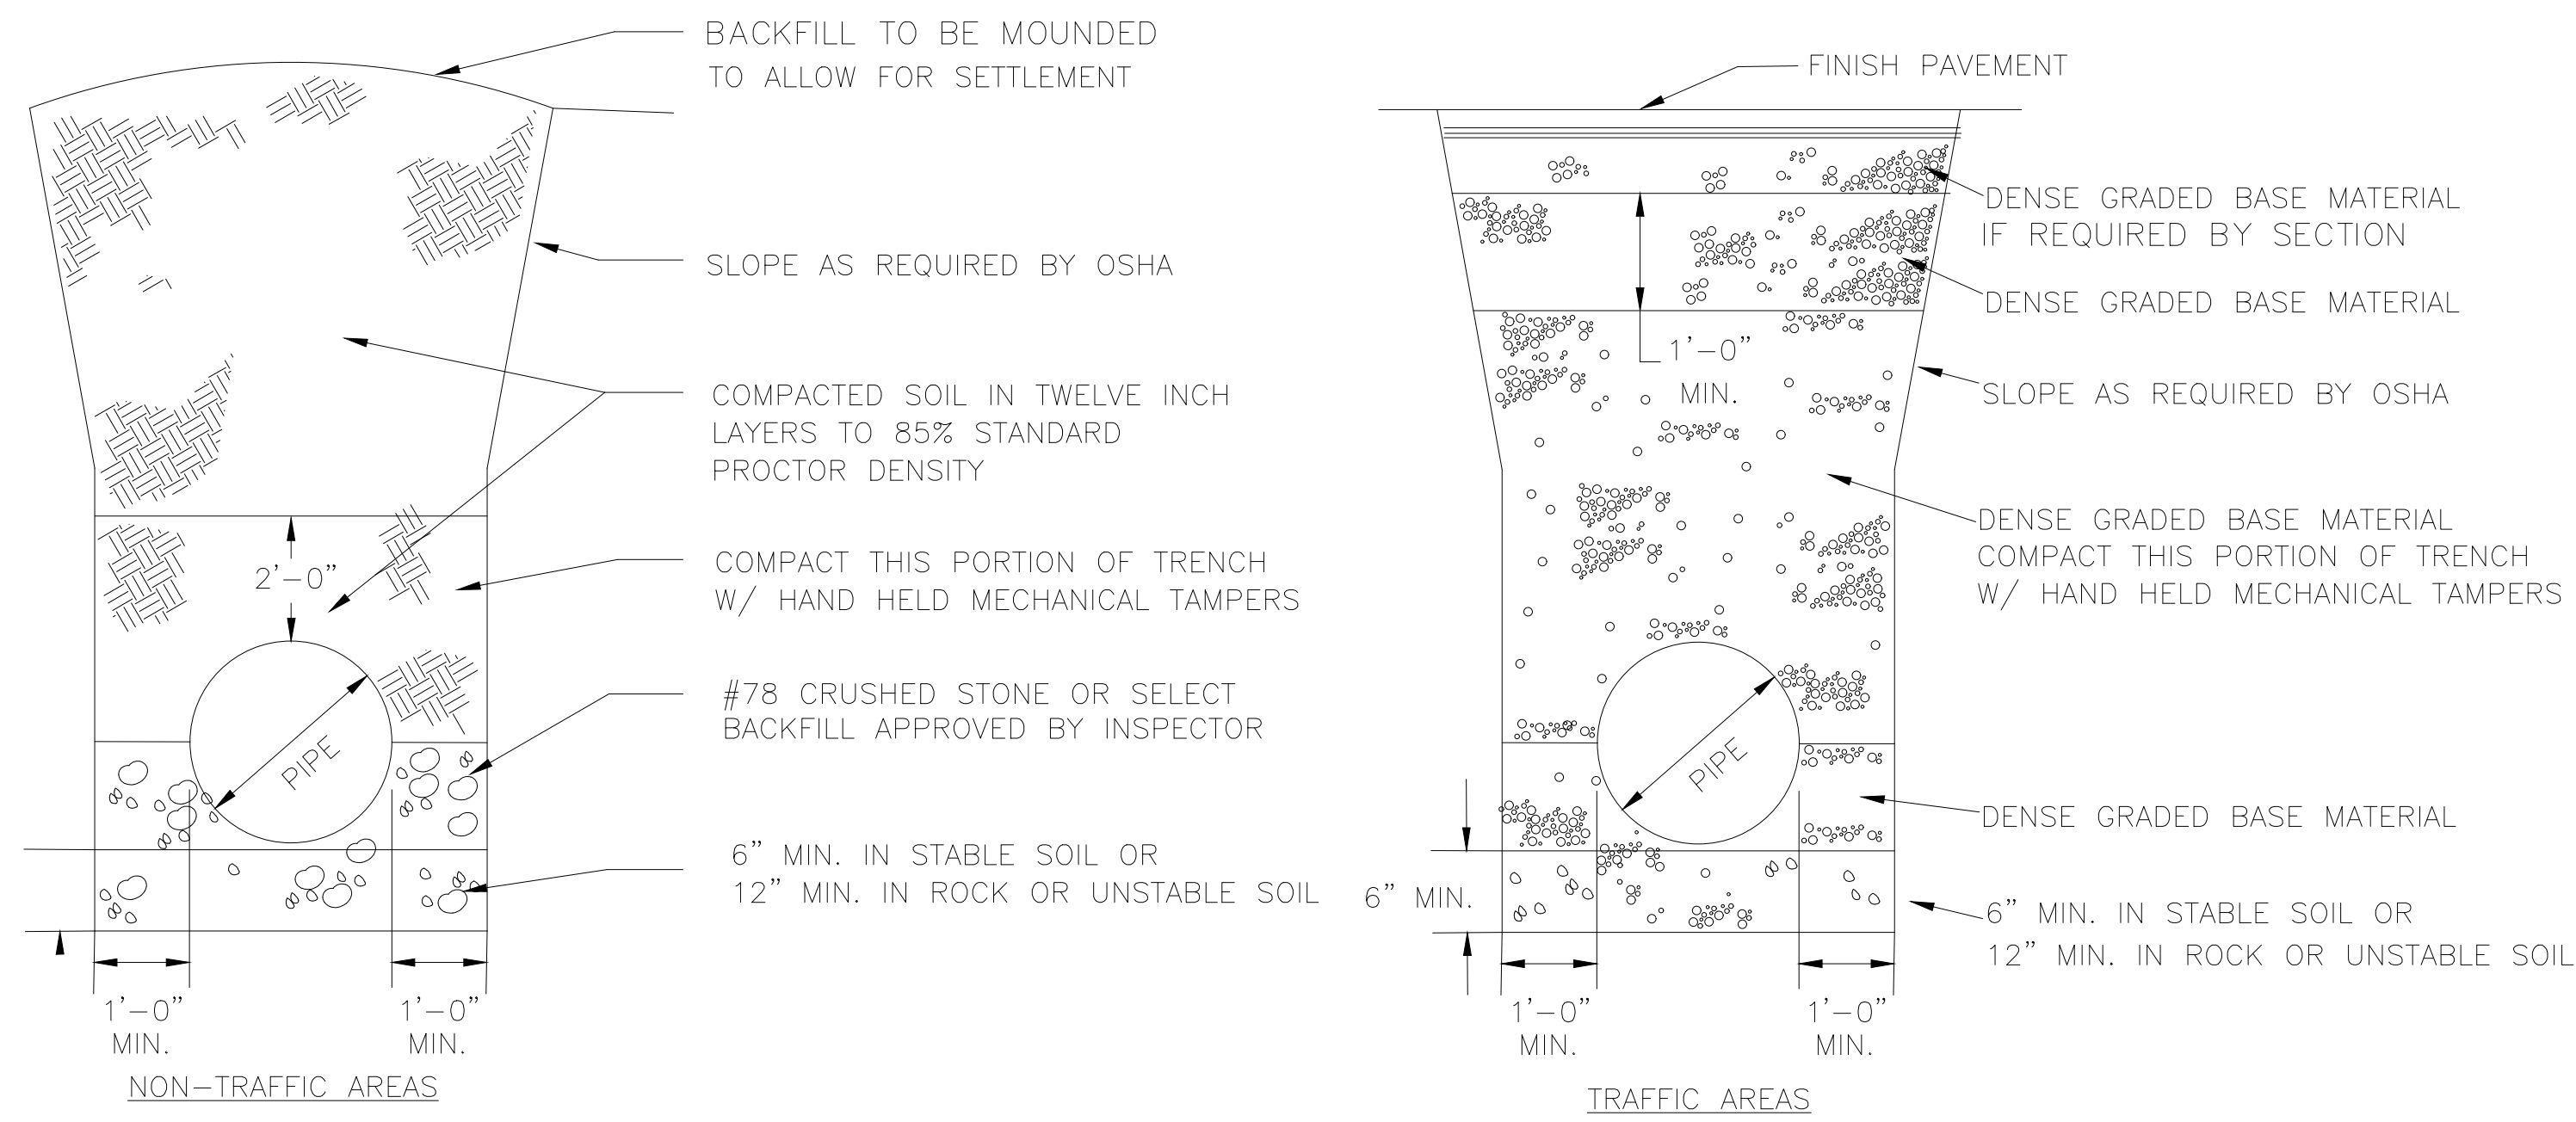 BACKFILL TO BE MOUNDED
TO ALLOW FOR SETTLEMENT
SLOPE AS REQUIRED BY OSHA
COMPACTED SOIL IN TWELVE INCH
LAYERS TO 85% STANDARD
PROCTOR DENSITY
2'-0"
COMPACT THIS PORTION OF TRENCH
W/ HAND HELD MECHANICAL TAMPERS
#78 CRUSHED STONE OR SELECT
BACKFILL APPROVED BY INSPECTOR
PIPE
6" MIN. IN STABLE SOIL OR
12" MIN. IN ROCK OR UNSTABLE SOIL
1'-0"
MIN.
1'-0"
MIN.
NON-TRAFFIC AREAS
FINISH PAVEMENT
DENSE GRADED BASE MATERIAL
IF REQUIRED BY SECTION
DENSE GRADED BASE MATERIAL
1'-0"
MIN.
SLOPE AS REQUIRED BY OSHA
DENSE GRADED BASE MATERIAL
COMPACT THIS PORTION OF TRENCH
W/ HAND HELD MECHANICAL TAMPERS
PIPE
DENSE GRADED BASE MATERIAL
6" MIN.
6" MIN. IN STABLE SOIL OR
12" MIN. IN ROCK OR UNSTABLE SOIL
1'-0"
MIN.
1'-0"
MIN.
TRAFFIC AREAS